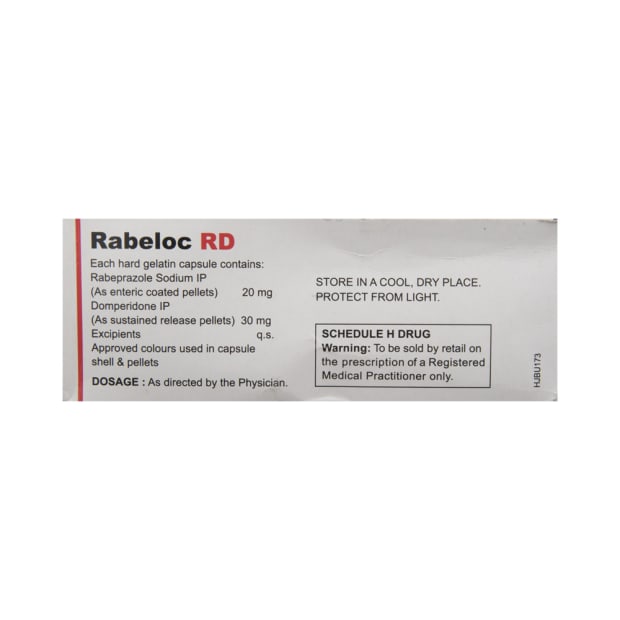 Rabeloc RD
Each hard gelatin capsule contains:
Rabeprazole Sodium IP
(As enteric coated pellets) 20 mg
Domperidone IP
(As sustained release pellets) 30 mg
Excipients q.s.
Approved colours used in capsule
shell & pellets
DOSAGE : As directed by the Physician.
STORE IN A COOL, DRY PLACE.
PROTECT FROM LIGHT.
SCHEDULE H DRUG
Warning: To be sold by retail on
the prescription of a Registered
Medical Practitioner only.
HJBU173